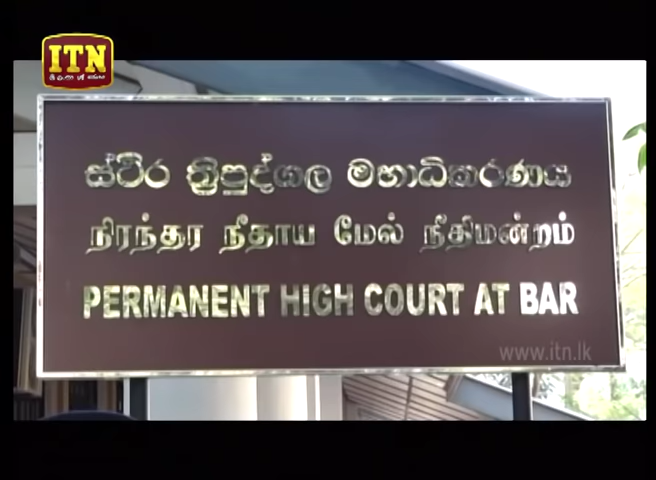 ITN
ස්ථිර ත්‍රිපුද්ගල මහාධිකරණය
நிரந்தர நீதாய மேல் நீதிமன்றம்
PERMANENT HIGH COURT AT BAR
www.itn.lk